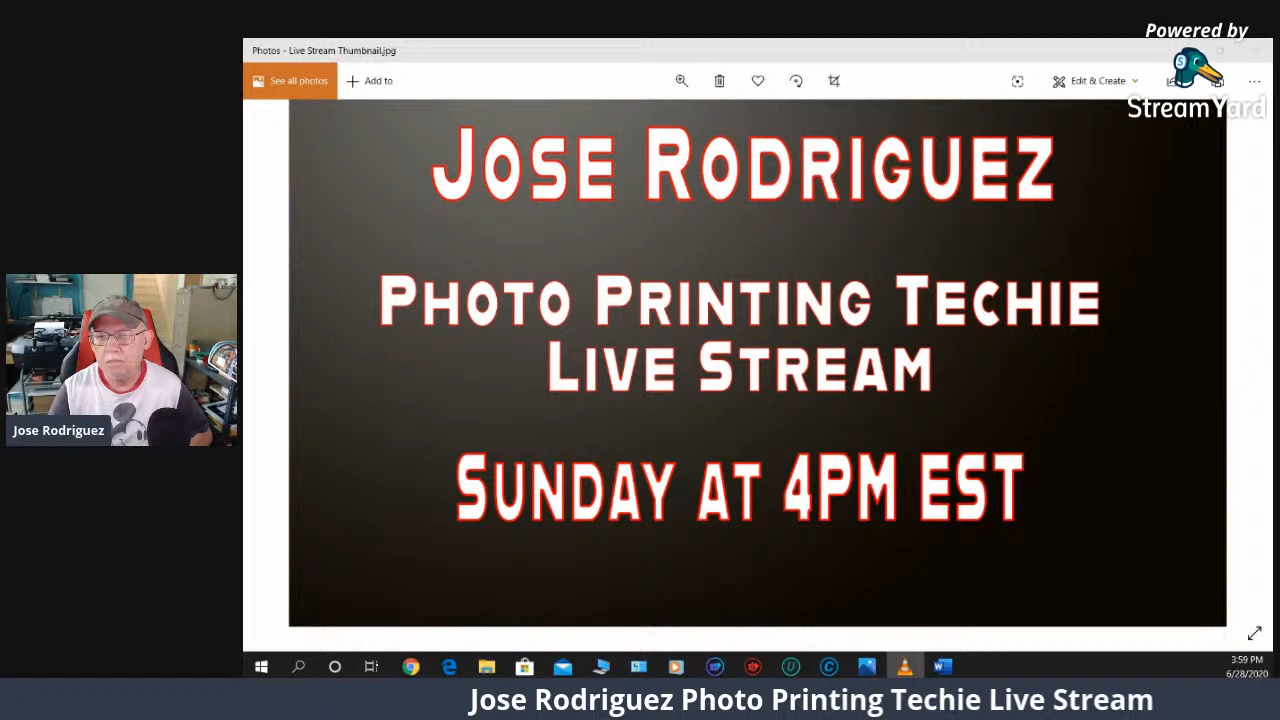 Powered by
StreamYard
Photos - Live Stream Thumbnail.jpg
See all photos
Add to
Edit & Create
Jose Rodriguez
Photo Printing Techie
Live Stream
Sunday at 4PM EST
Jose Rodriguez
3:59 PM
6/28/2020
Jose Rodriguez Photo Printing Techie Live Stream